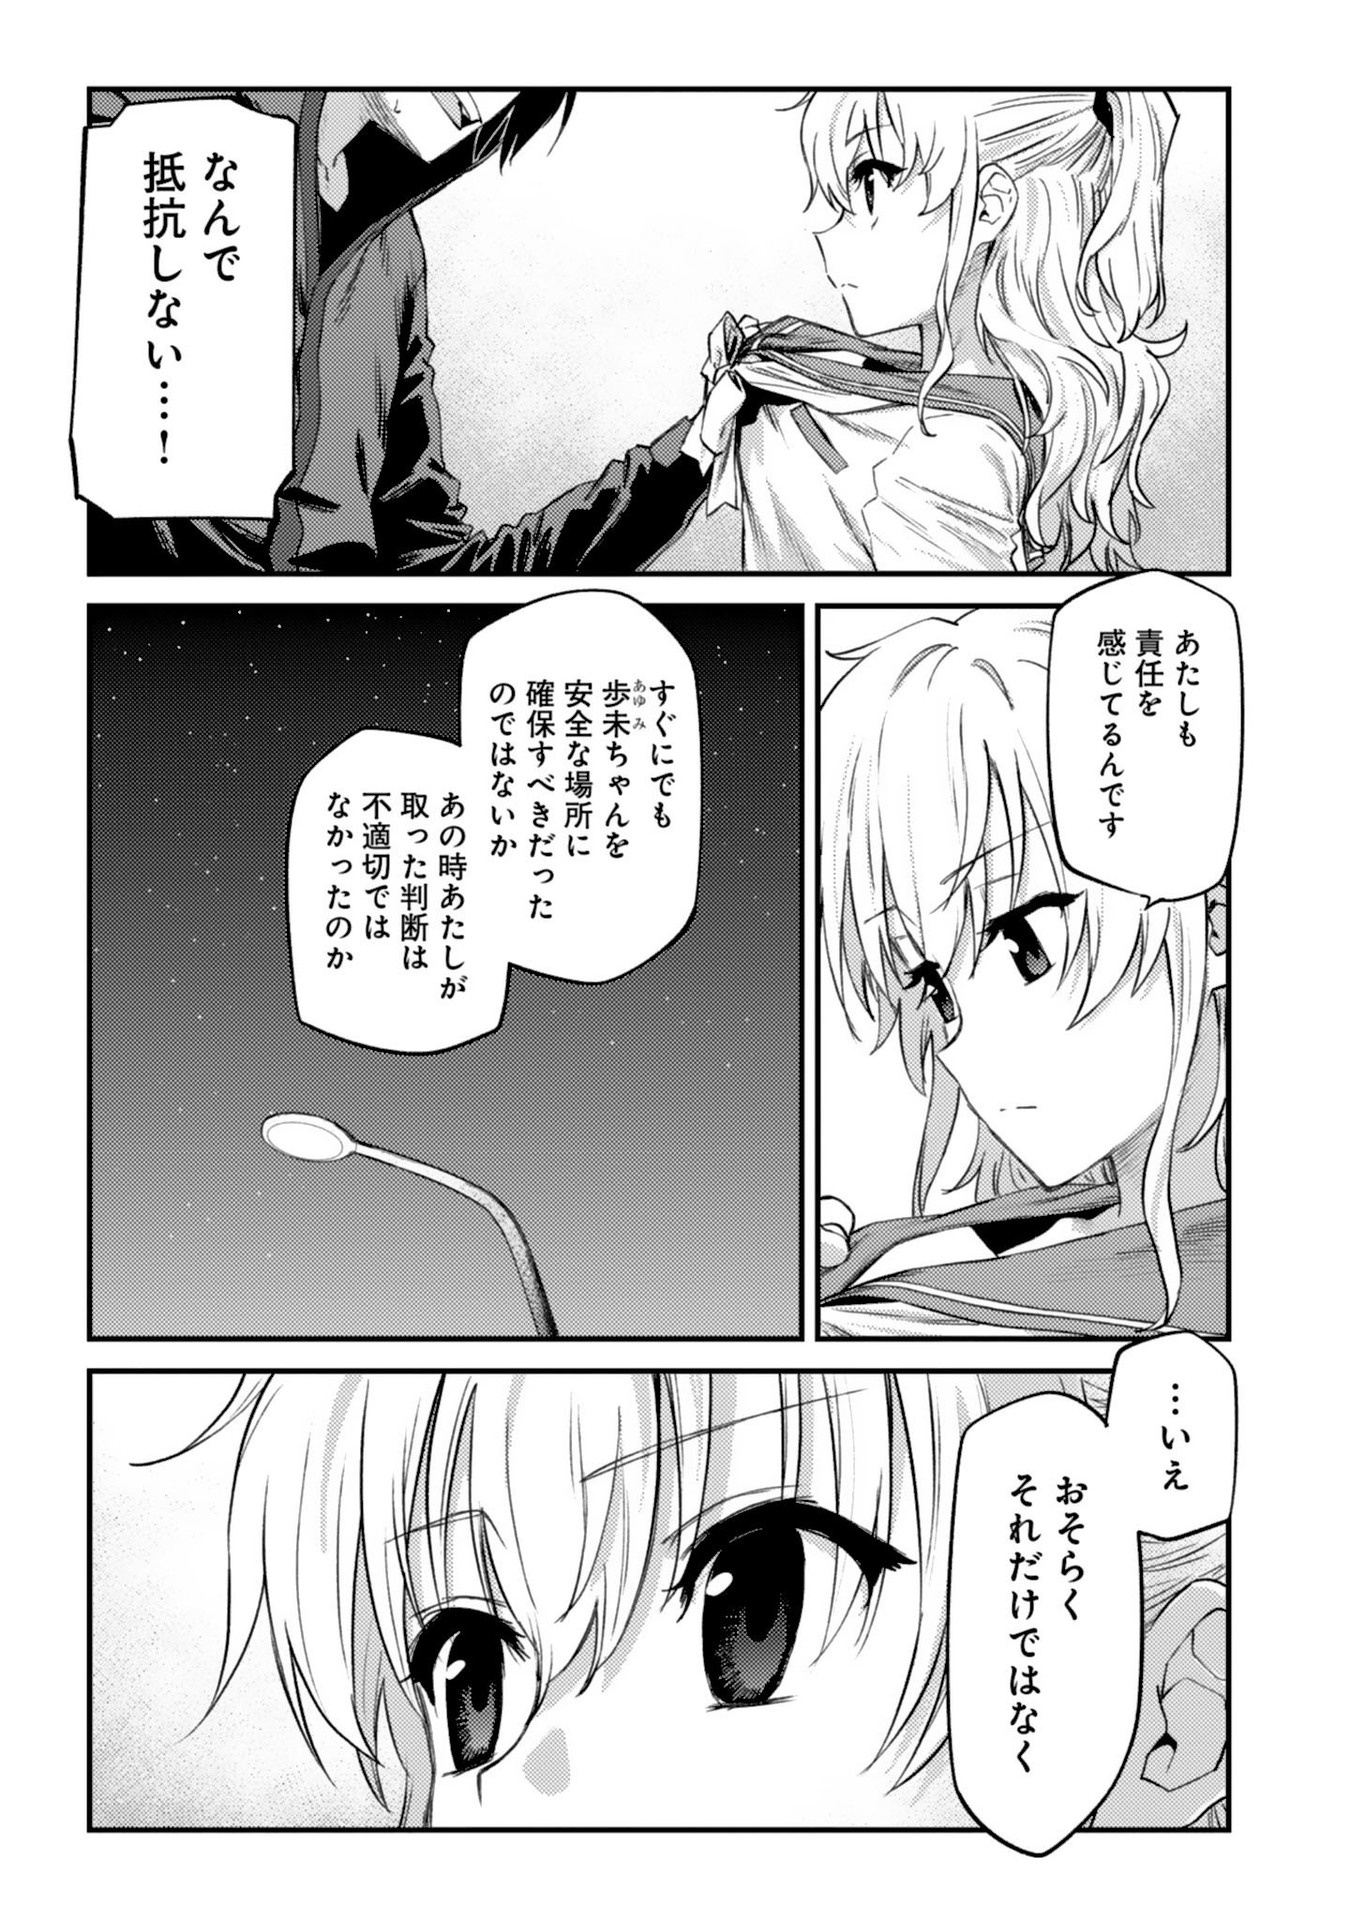 なんで
抵抗しない…！
あたしも
責任を
感じてるんです
すぐにでも
歩未ちゃんを
あゆみ
安全な場所に
確保すべきだった
のではないか
あの時あたしが
取った判断は
不適切では
なかったのか
…いえ
おそらく
それだけではなく